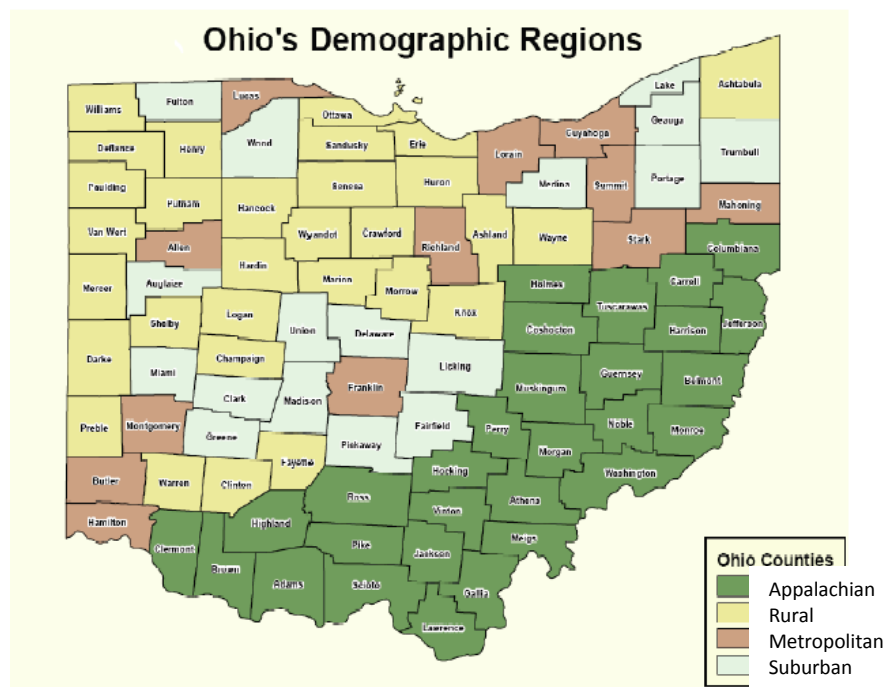 Ohio's Demographic Regions
Williams
Fulton
Lucas
Ottawa
Lake
Ashtabula
Geauga
Defiance
Henry
Wood
Sandusky
Erie
Lorain
Cuyahoga
Trumbull
Paulding
Putnam
Hancock
Seneca
Huron
Medina
Summit
Portage
Mahoning
Van Wert
Allen
Wyandot
Crawford
Richland
Ashland
Wayne
Stark
Columbiana
Mercer
Auglaize
Hardin
Marion
Morrow
Knox
Holmes
Tuscarawas
Carroll
Jefferson
Shelby
Logan
Union
Delaware
Coshocton
Harrison
Darke
Miami
Champaign
Licking
Guernsey
Belmont
Clark
Madison
Franklin
Muskingum
Preble
Montgomery
Greene
Pickaway
Fairfield
Perry
Noble
Monroe
Morgan
Butler
Warren
Clinton
Fayette
Hocking
Washington
Hamilton
Highland
Ross
Vinton
Athens
Clermont
Pike
Jackson
Meigs
Brown
Adams
Scioto
Gallia
Lawrence
Ohio Counties
Appalachian
Rural
Metropolitan
Suburban